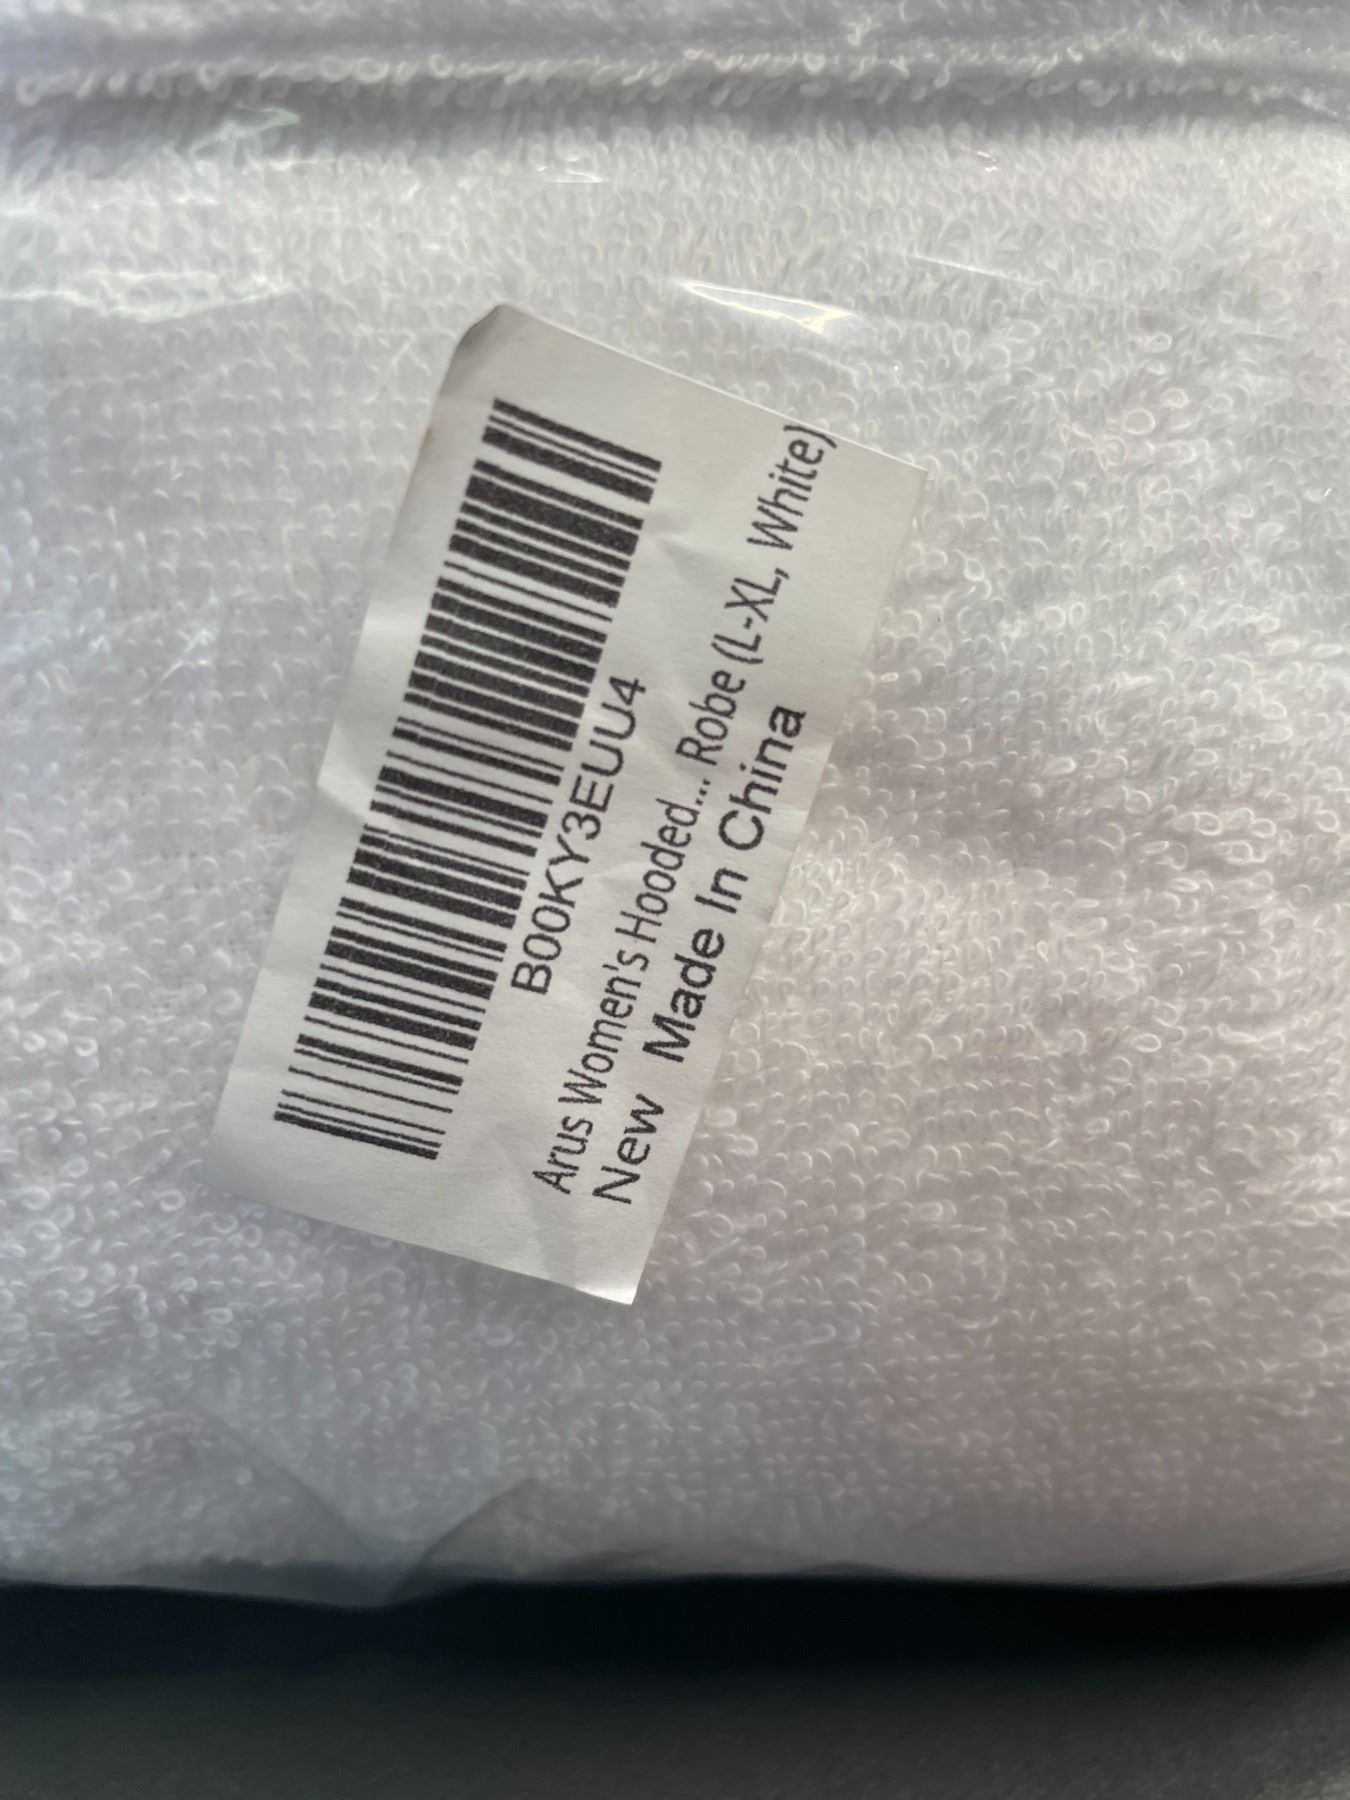 B00KY3EUU4
Arus Women's Hooded... Robe (L-XL, White)
New Made In China